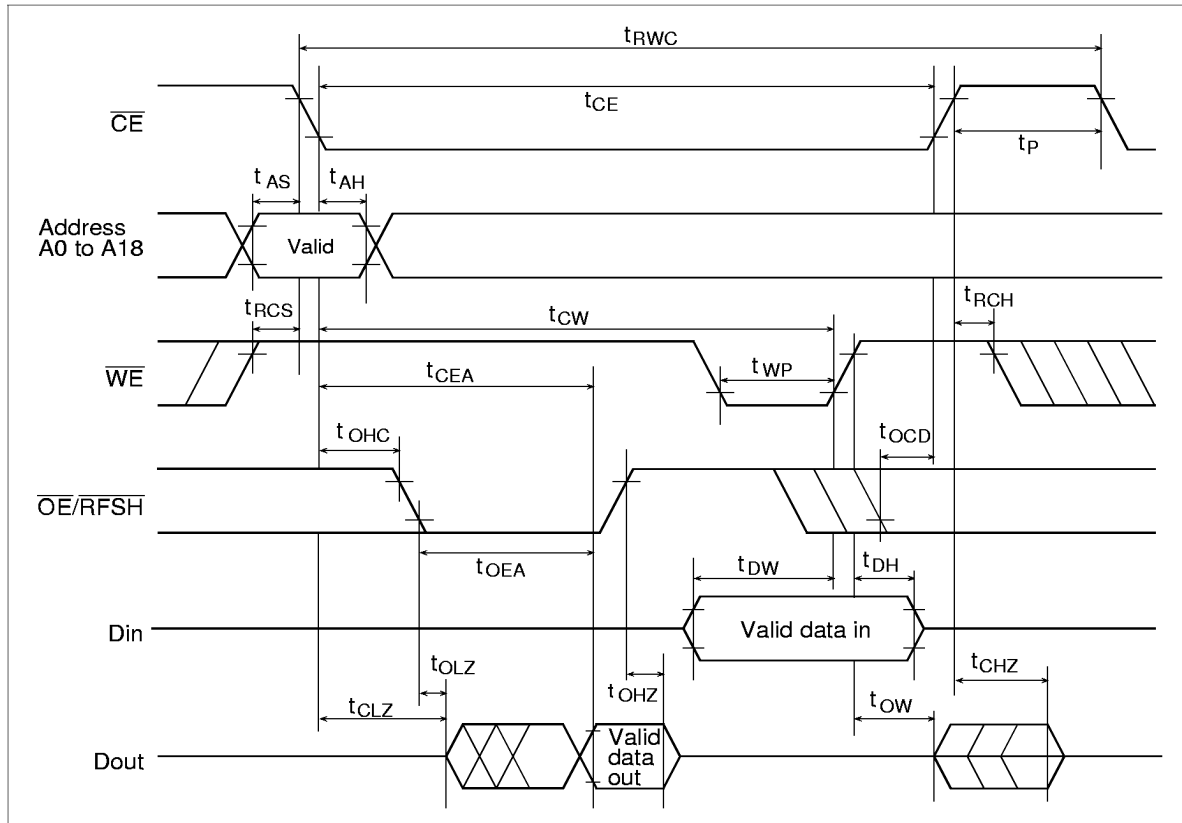 tRWC
CE
tCE
tP
tAS
tAH
Address
A0 to A18
Valid
tRCS
tCW
tRCH
WE
tCEA
tWP
tOHC
tOCD
OE/RFSH
tOEA
tDW
tDH
Din
Valid data in
tOLZ
tOHZ
tCHZ
tCLZ
tOW
Dout
Valid
data
out